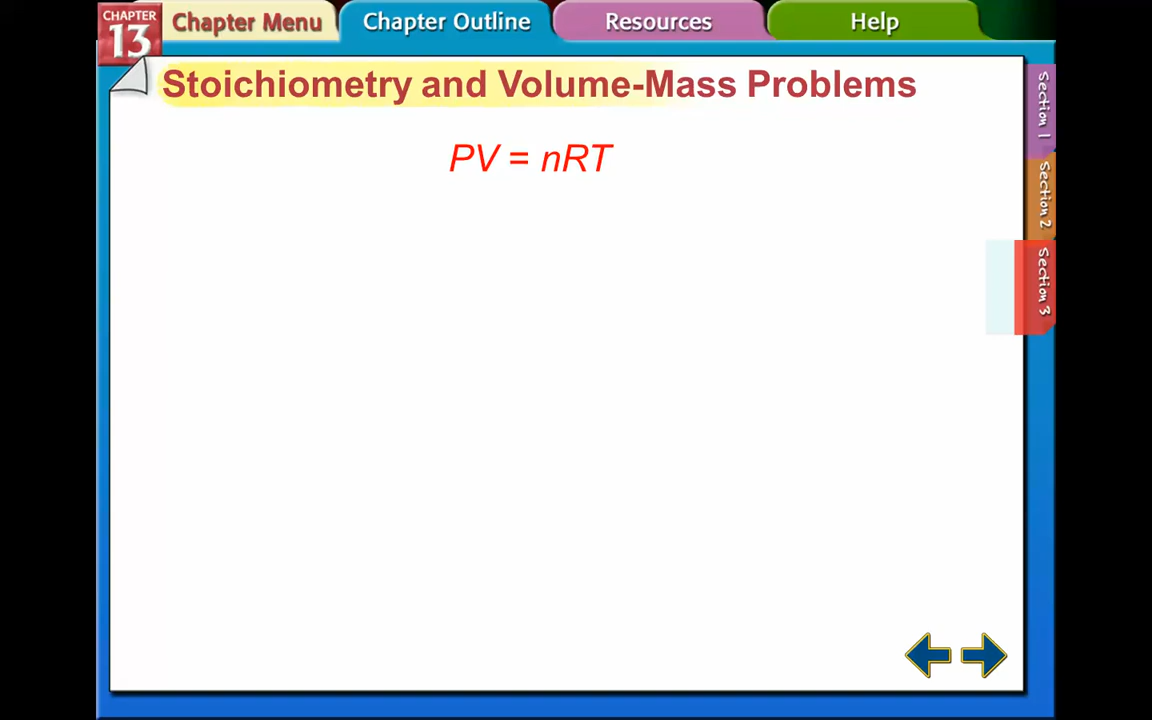 CHAPTER
13
Chapter Menu
Chapter Outline
Resources
Help
Stoichiometry and Volume-Mass Problems
PV = nRT
Section 1
Section 2
Section 3